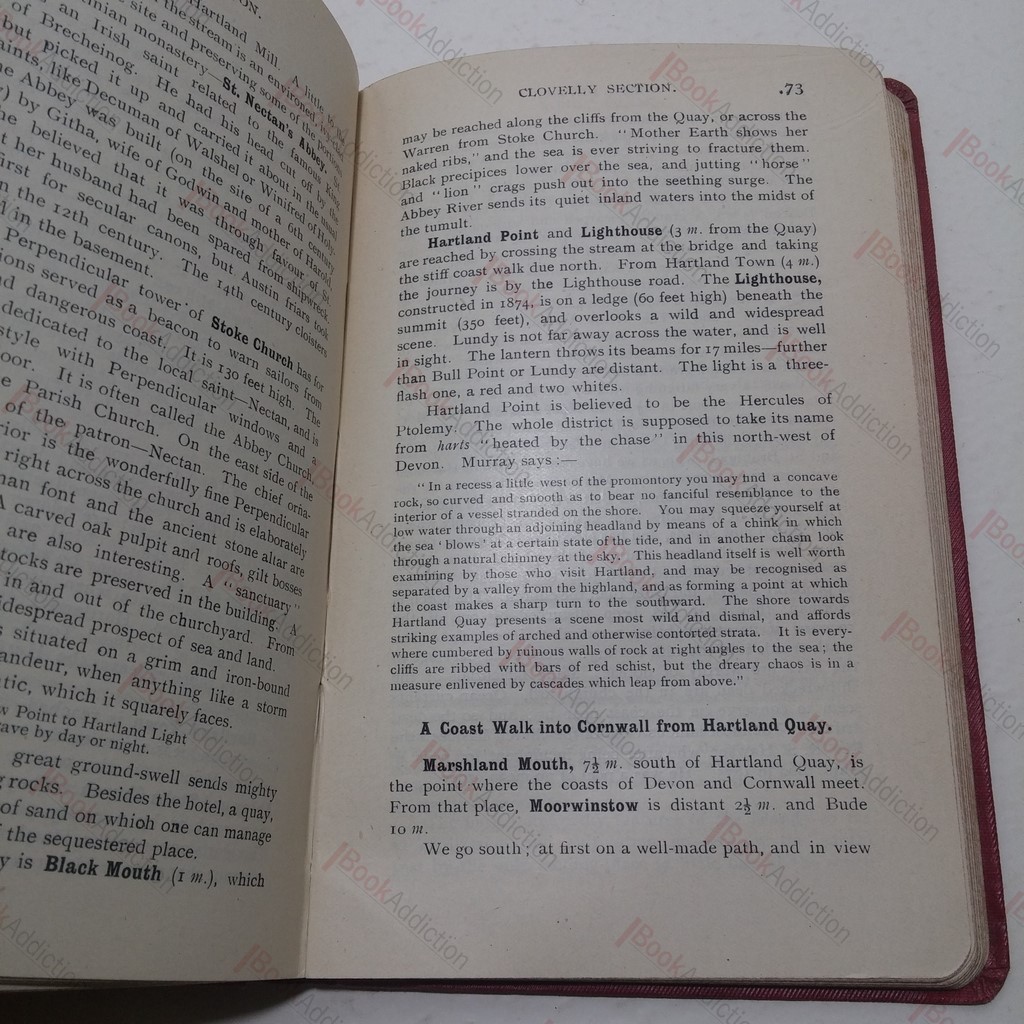 HARTLAND
ON.
Hartland Mill. A little
the stream is an environed,
site and preserving some of the
inian monastery—St. Nectan's Abbey.
an Irish saint related to the famous King
of Brecheinog. He had his head cut off by the
but picked it up and carried it about in the usual
aints, like Decuman of Watchet or Winifred of Holy-
he Abbey was built (on the site of a 6th century
) by Githa, wife of Godwin and mother of Harold.
he believed that it was through favour of St.
t her husband had been spared from shipwreck.
first for secular canons, but Austin friars took
n the 12th century. The 14th century cloisters
d in the basement.
Perpendicular tower of Stoke Church has for
ions served as a beacon to warn sailors from
nd dangerous coast. It is 130 feet high. The
dedicated to the local saint—Nectan, and is
style with Perpendicular windows and a
oor. It is often called the Abbey Church
e Parish Church. On the east side of the
of the patron—Nectan. The chief orna-
rior is the wonderfully fine Perpendicular
right across the church and is elaborately
man font and the ancient stone altar are
A carved oak pulpit and roofs, gilt bosses
are also interesting. A "sanctuary"
tocks are preserved in the building. A
in and out of the churchyard. From
idespread prospect of sea and land.
s situated on a grim and iron-bound
andeur, when anything like a storm
tic, which it squarely faces.
w Point to Hartland Light
ave by day or night.
great ground-swell sends mighty
g rocks. Besides the hotel, a quay,
of sand on which one can manage
f the sequestered place.
y is Black Mouth (1 m.), which
CLOVELLY SECTION. 73
may be reached along the cliffs from the Quay, or across the
Warren from Stoke Church. "Mother Earth shows her
naked ribs," and the sea is ever striving to fracture them.
Black precipices lower over the sea, and jutting "horse"
and "lion" crags push out into the seething surge. The
Abbey River sends its quiet inland waters into the midst of
the tumult.
Hartland Point and Lighthouse (3 m. from the Quay)
are reached by crossing the stream at the bridge and taking
the stiff coast walk due north. From Hartland Town (4 m.)
the journey is by the Lighthouse road. The Lighthouse,
constructed in 1874, is on a ledge (60 feet high) beneath the
summit (350 feet), and overlooks a wild and widespread
scene. Lundy is not far away across the water, and is well
in sight. The lantern throws its beams for 17 miles—further
than Bull Point or Lundy are distant. The light is a three-
flash one, a red and two whites.
Hartland Point is believed to be the Hercules of
Ptolemy. The whole district is supposed to take its name
from harts "heated by the chase" in this north-west of
Devon. Murray says:—
"In a recess a little west of the promontory you may find a concave
rock, so curved and smooth as to bear no fanciful resemblance to the
interior of a vessel stranded on the shore. You may squeeze yourself at
low water through an adjoining headland by means of a chink in which
the sea 'blows' at a certain state of the tide, and in another chasm look
through a natural chimney at the sky. This headland itself is well worth
examining by those who visit Hartland, and may be recognised as
separated by a valley from the highland, and as forming a point at which
the coast makes a sharp turn to the southward. The shore towards
Hartland Quay presents a scene most wild and dismal, and affords
striking examples of arched and otherwise contorted strata. It is every-
where cumbered by ruinous walls of rock at right angles to the sea; the
cliffs are ribbed with bars of red schist, but the dreary chaos is in a
measure enlivened by cascades which leap from above."
A Coast Walk into Cornwall from Hartland Quay.
Marshland Mouth, 7½ m. south of Hartland Quay, is
the point where the coasts of Devon and Cornwall meet.
From that place, Moorwinstow is distant 2½ m. and Bude
10 m.
We go south; at first on a well-made path, and in view